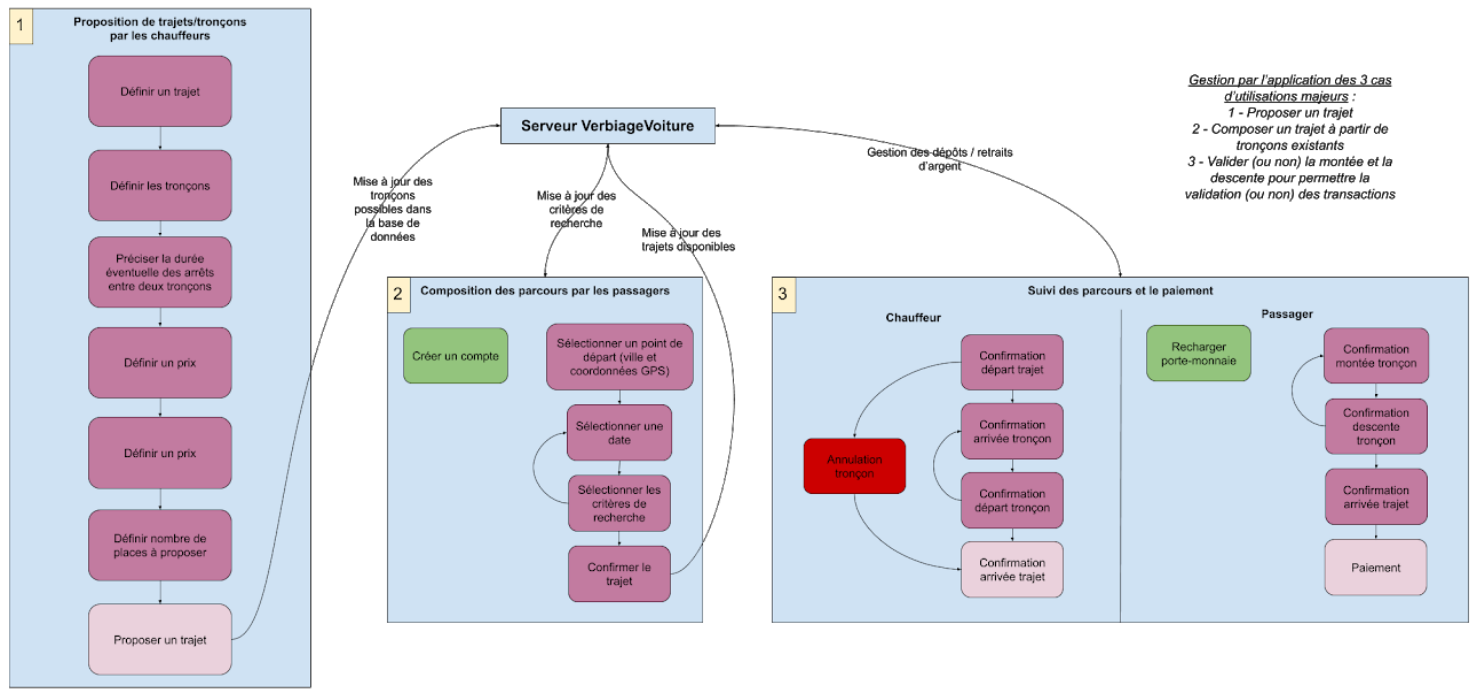 1
Proposition de trajets/tronçons
par les chauffeurs
Définir un trajet
Définir les tronçons
Préciser la durée
éventuelle des arrêts
entre deux tronçons
Définir un prix
Définir un prix
Définir nombre de
places à proposer
Proposer un trajet
Mise à jour des
tronçons
possibles dans
la base de
données
Serveur VerbiageVoiture
Mise à jour des
critères de
recherche
Mise à jour des
trajets disponibles
Gestion des dépôts / retraits
d'argent
Gestion par l'application des 3 cas
d'utilisations majeurs :
1 - Proposer un trajet
2 - Composer un trajet à partir de
tronçons existants
3 - Valider (ou non) la montée et la
descente pour permettre la
validation (ou non) des transactions
2
Composition des parcours par les passagers
Créer un compte
Sélectionner un point de
départ (ville et
coordonnées GPS)
Sélectionner une
date
Sélectionner les
critères de
recherche
Confirmer le
trajet
3
Suivi des parcours et le paiement
Chauffeur
Confirmation
départ trajet
Confirmation
arrivée tronçon
Annulation
tronçon
Confirmation
départ tronçon
Confirmation
arrivée trajet
Passager
Recharger
porte-monnaie
Confirmation
montée tronçon
Confirmation
descente
tronçon
Confirmation
arrivée trajet
Paiement